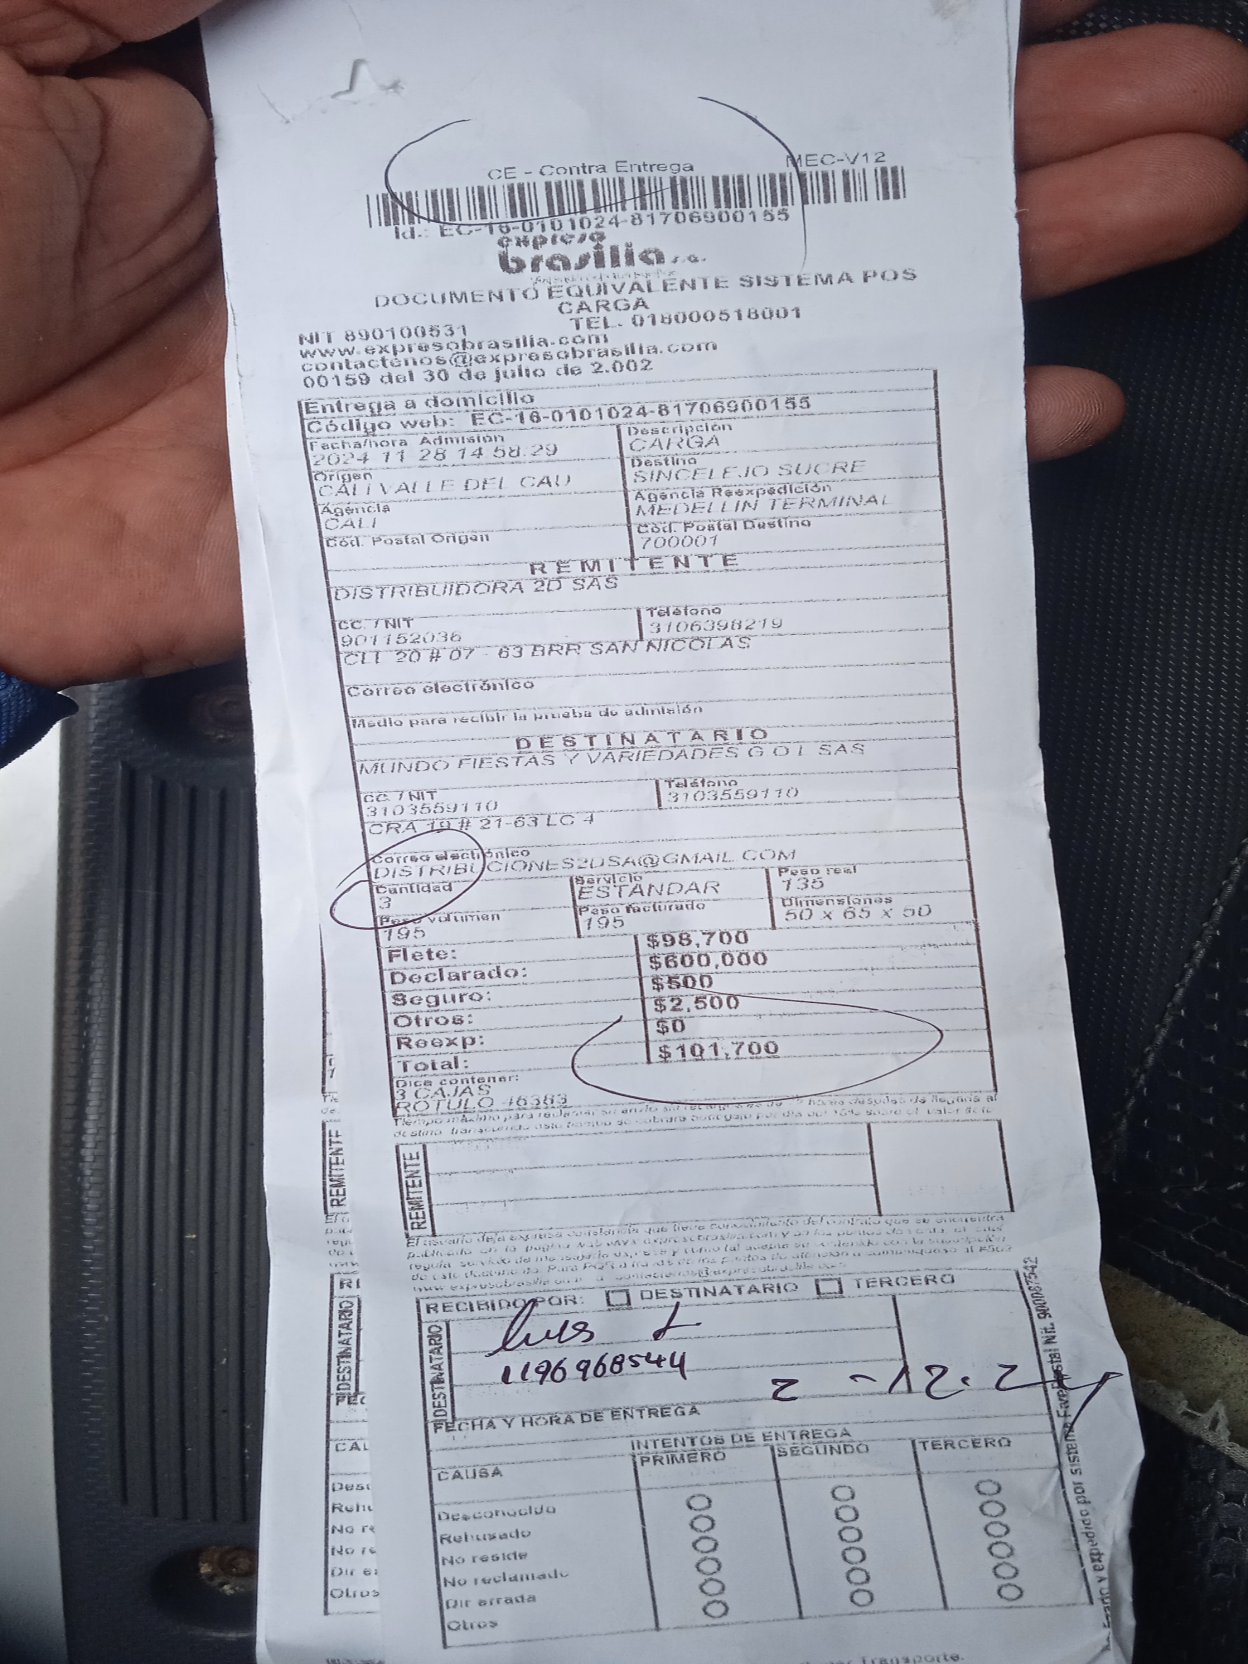 CE - Contra Entrega MEC-V12
Id.: EC-16-0101024-81706900155
expreso
brasilia s.a.
DOCUMENTO EQUIVALENTE SISTEMA POS
CARGA
NIT 890100531 TEL. 018000518001
www.expresobrasilia.com
contactenos@expresobrasilia.com
00159 del 30 de julio de 2.002
Entrega a domicilio
Código web: EC-16-0101024-81706900155
Fecha/hora Admisión Descripción
2024 11 28 14 58:29 CARGA
Origen Destino
CALI VALLE DEL CAU SINCELEJO SUCRE
Agencia Agencia Reexpedición
CALI MEDELLIN TERMINAL
Cód. Postal Origen Cód. Postal Destino
700001
REMITENTE
DISTRIBUIDORA 2D SAS
CC. / NIT Teléfono
901152036 3106398219
CLL 20 # 07 - 63 BRR SAN NICOLAS
Correo electrónico
Medio para recibir la prueba de admisión
DESTINATARIO
MUNDO FIESTAS Y VARIEDADES G O L SAS
CC. / NIT Teléfono
3103559110 3103559110
CRA 19 # 21-63 LC 4
Correo electrónico
DISTRIBUCIONES2DSA@GMAIL.COM
Cantidad Servicio Peso real
3 ESTANDAR 135
Peso volumen Peso facturado Dimensiones
195 195 50 x 65 x 50
Flete: $98,700
Declarado: $600,000
Seguro: $500
Otros: $2,500
Reexp: $0
Total: $101,700
Dice contener:
3 CAJAS
ROTULO 46383
REMITENTE
RECIBIDO POR: DESTINATARIO TERCERO
DESTINATARIO
Luis L
1196968544
2-12-24
FECHA Y HORA DE ENTREGA
INTENTOS DE ENTREGA
CAUSA PRIMERO SEGUNDO TERCERO
Desconocido
Rehusado
No reside
No reclamado
Dir errada
Otros
REMITENTE
DESTINATARIO